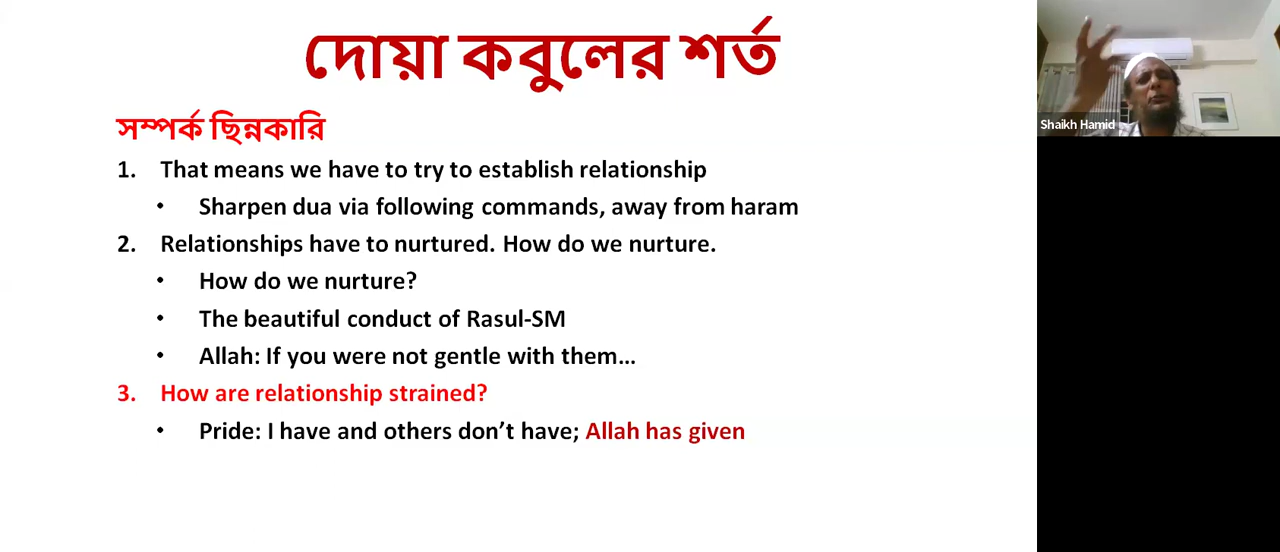 দোয়া কবুলের শর্ত
সম্পর্ক ছিন্নকারি
1. That means we have to try to establish relationship
• Sharpen dua via following commands, away from haram
2. Relationships have to nurtured. How do we nurture.
• How do we nurture?
• The beautiful conduct of Rasul-SM
• Allah: If you were not gentle with them…
3. How are relationship strained?
• Pride: I have and others don’t have; Allah has given
Shaikh Hamid